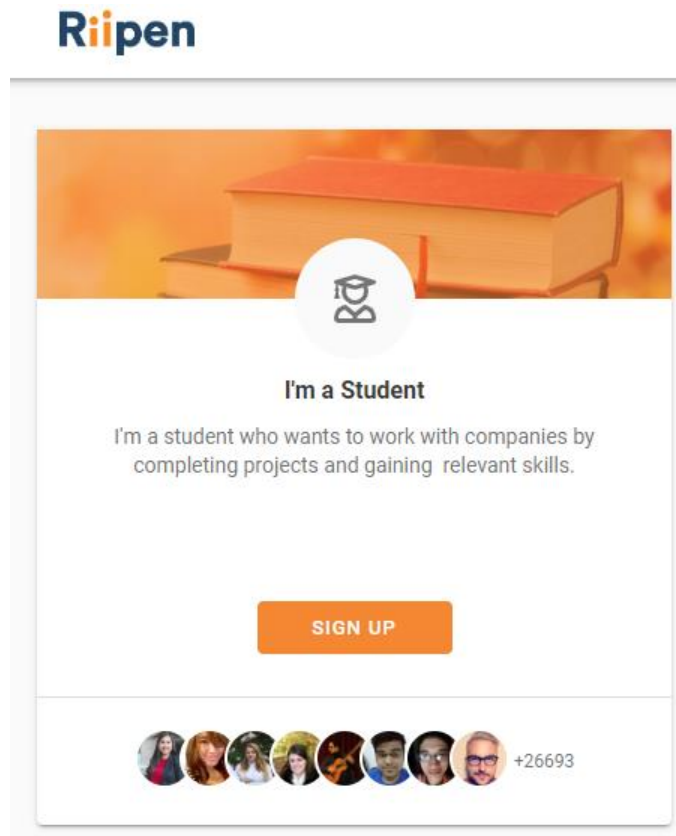 Riipen
I'm a Student
I'm a student who wants to work with companies by
completing projects and gaining relevant skills.
SIGN UP
+26693